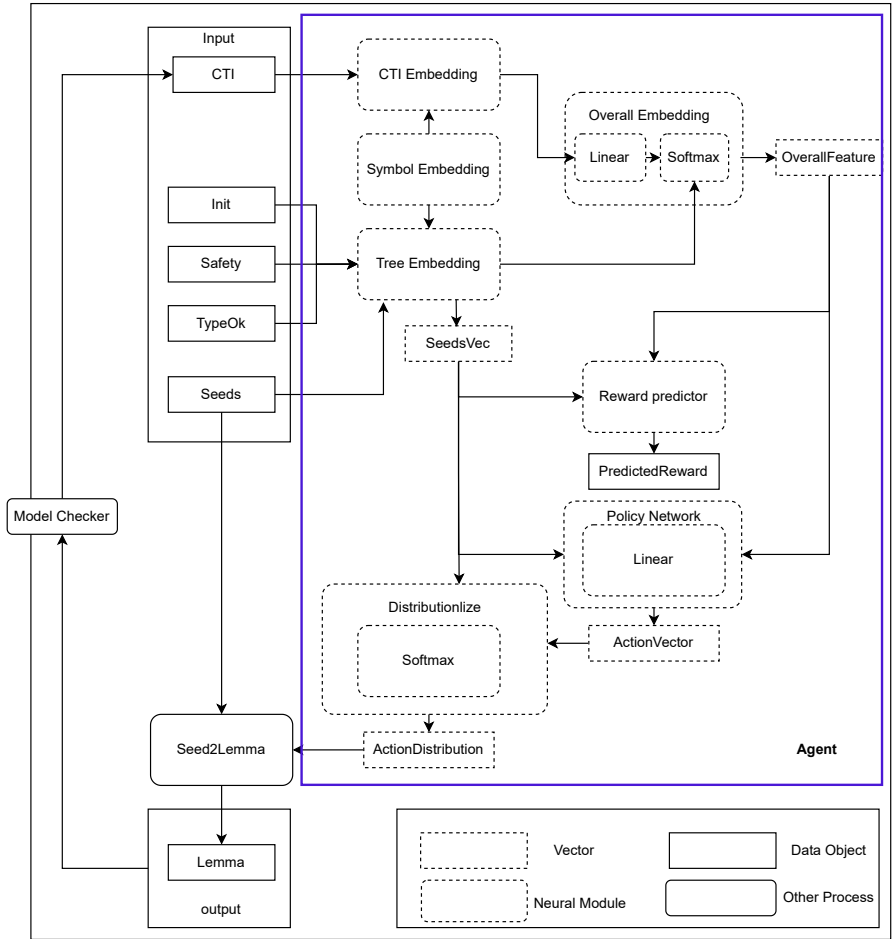 Input
CTI
CTI Embedding
Overall Embedding
Linear
Softmax
OverallFeature
Symbol Embedding
Init
Safety
Tree Embedding
TypeOk
SeedsVec
Seeds
Reward predictor
PredictedReward
Model Checker
Policy Network
Linear
Distributionlize
ActionVector
Softmax
Seed2Lemma
ActionDistribution
Agent
Lemma
output
Vector
Data Object
Neural Module
Other Process